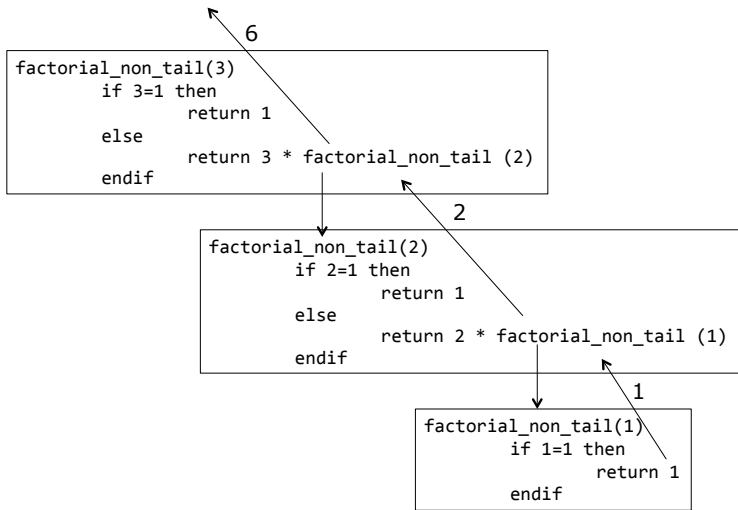 6
factorial_non_tail(3)
if 3=1 then
return 1
else
return 3 * factorial_non_tail (2)
endif
2
factorial_non_tail(2)
if 2=1 then
return 1
else
return 2 * factorial_non_tail (1)
endif
1
factorial_non_tail(1)
if 1=1 then
return 1
endif